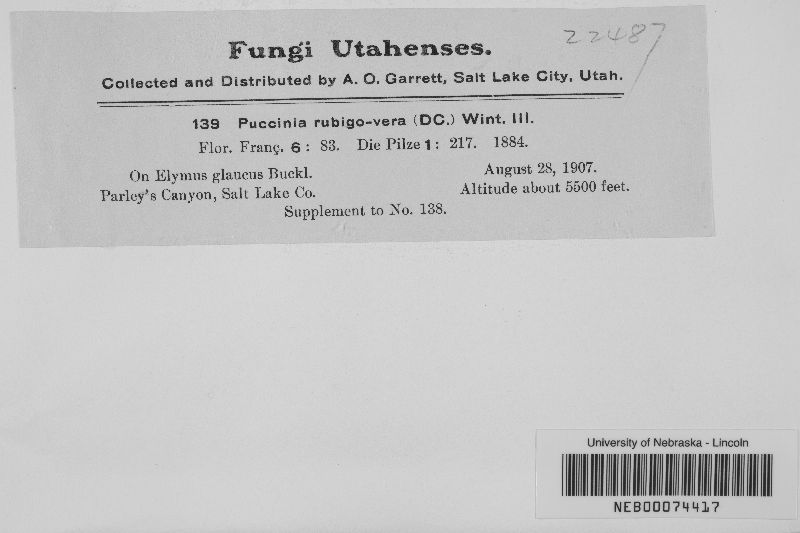 22487
Fungi Utahenses.
Collected and Distributed by A. O. Garrett, Salt Lake City, Utah.
139 Puccinia rubigo-vera (DC.) Wint. III.
Flor. Franç. 6: 83. Die Pilze 1: 217. 1884.
On Elymus glaucus Buckl. August 28, 1907.
Parley's Canyon, Salt Lake Co. Altitude about 5500 feet.
Supplement to No. 138.
University of Nebraska - Lincoln
NEB00074417